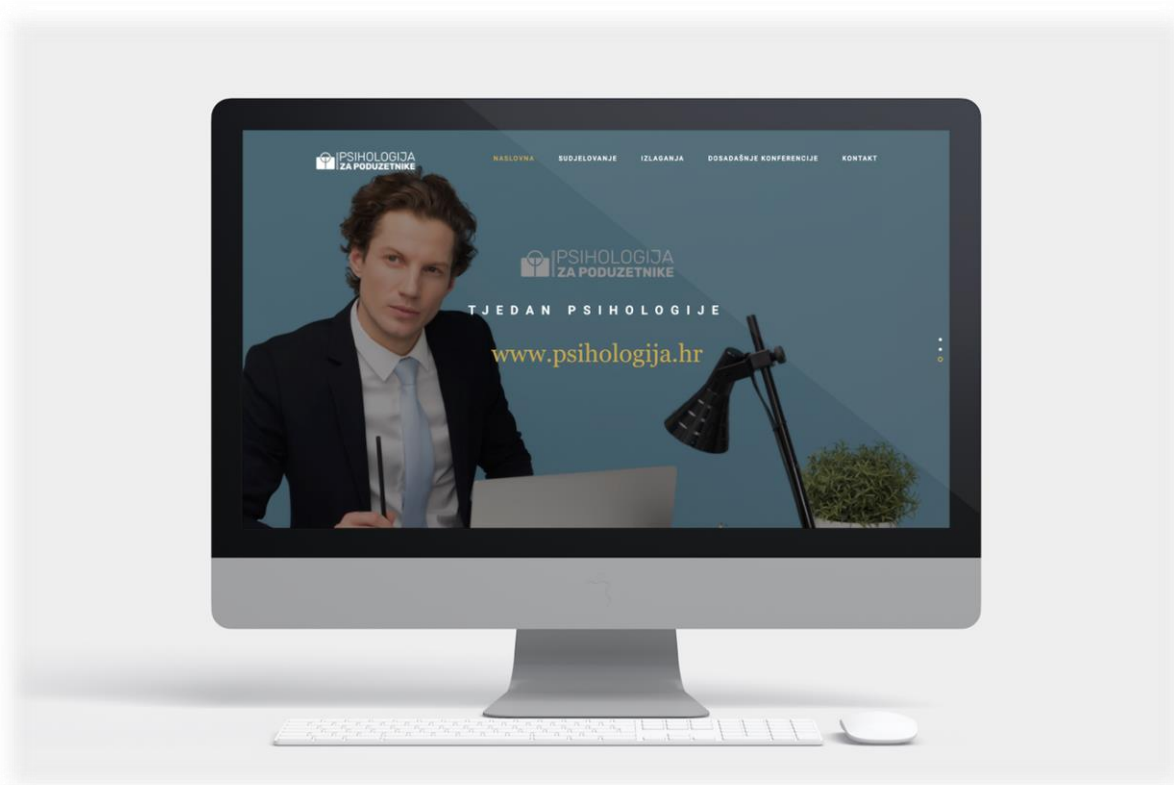 PSIHOLOGIJA
ZA PODUZETNIKE
NASLOVNA SUDJELOVANJE IZLAGANJA DOSADAŠNJE KONFERENCIJE KONTAKT
PSIHOLOGIJA
ZA PODUZETNIKE
TJEDAN PSIHOLOGIJE
www.psihologija.hr